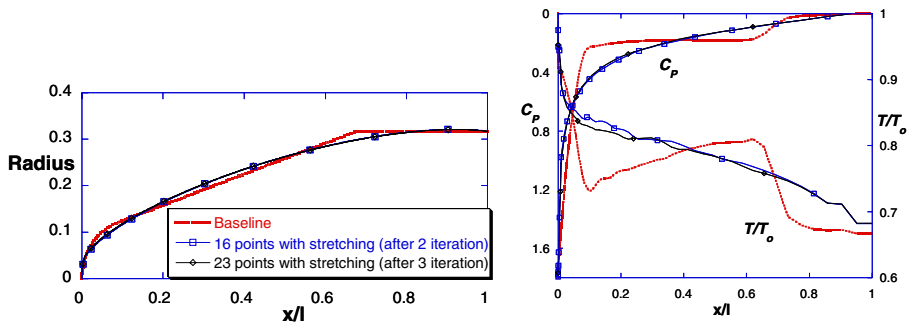 0.4
0.3
0.2
0.1
0
Radius
Baseline
16 points with stretching (after 2 iteration)
23 points with stretching (after 3 iteration)
0 0.2 0.4 0.6 0.8 1
x/l
0
0.4
0.8
1.2
1.6
C_P
C_P
T/T_o
1
0.9
0.8
0.7
0.6
T/T_o
0 0.2 0.4 0.6 0.8 1
x/l